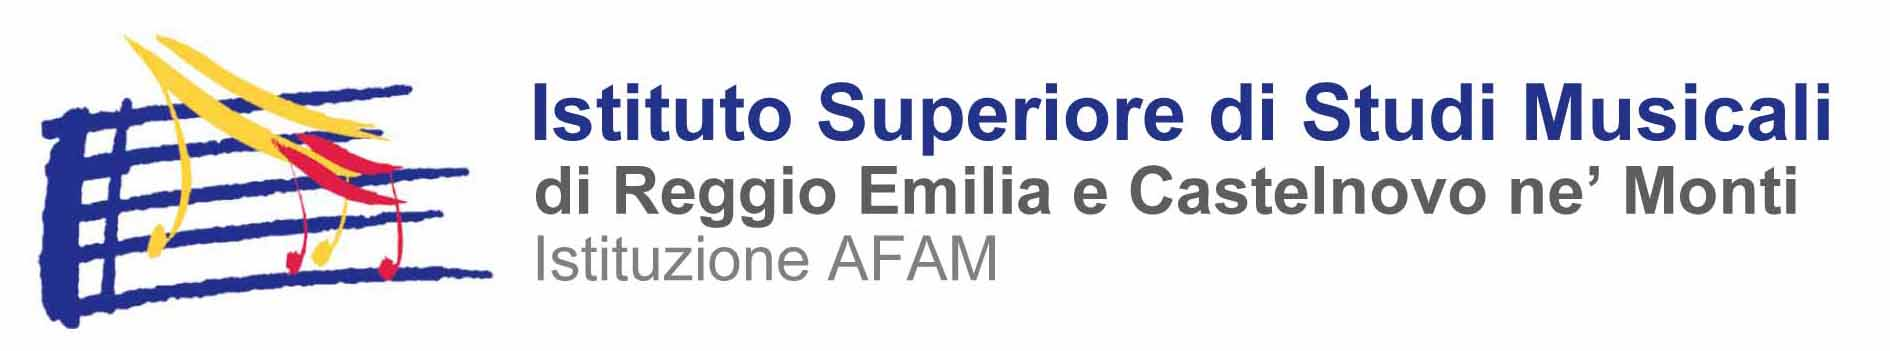 Istituto Superiore di Studi Musicali
di Reggio Emilia e Castelnovo ne’ Monti
Istituzione AFAM